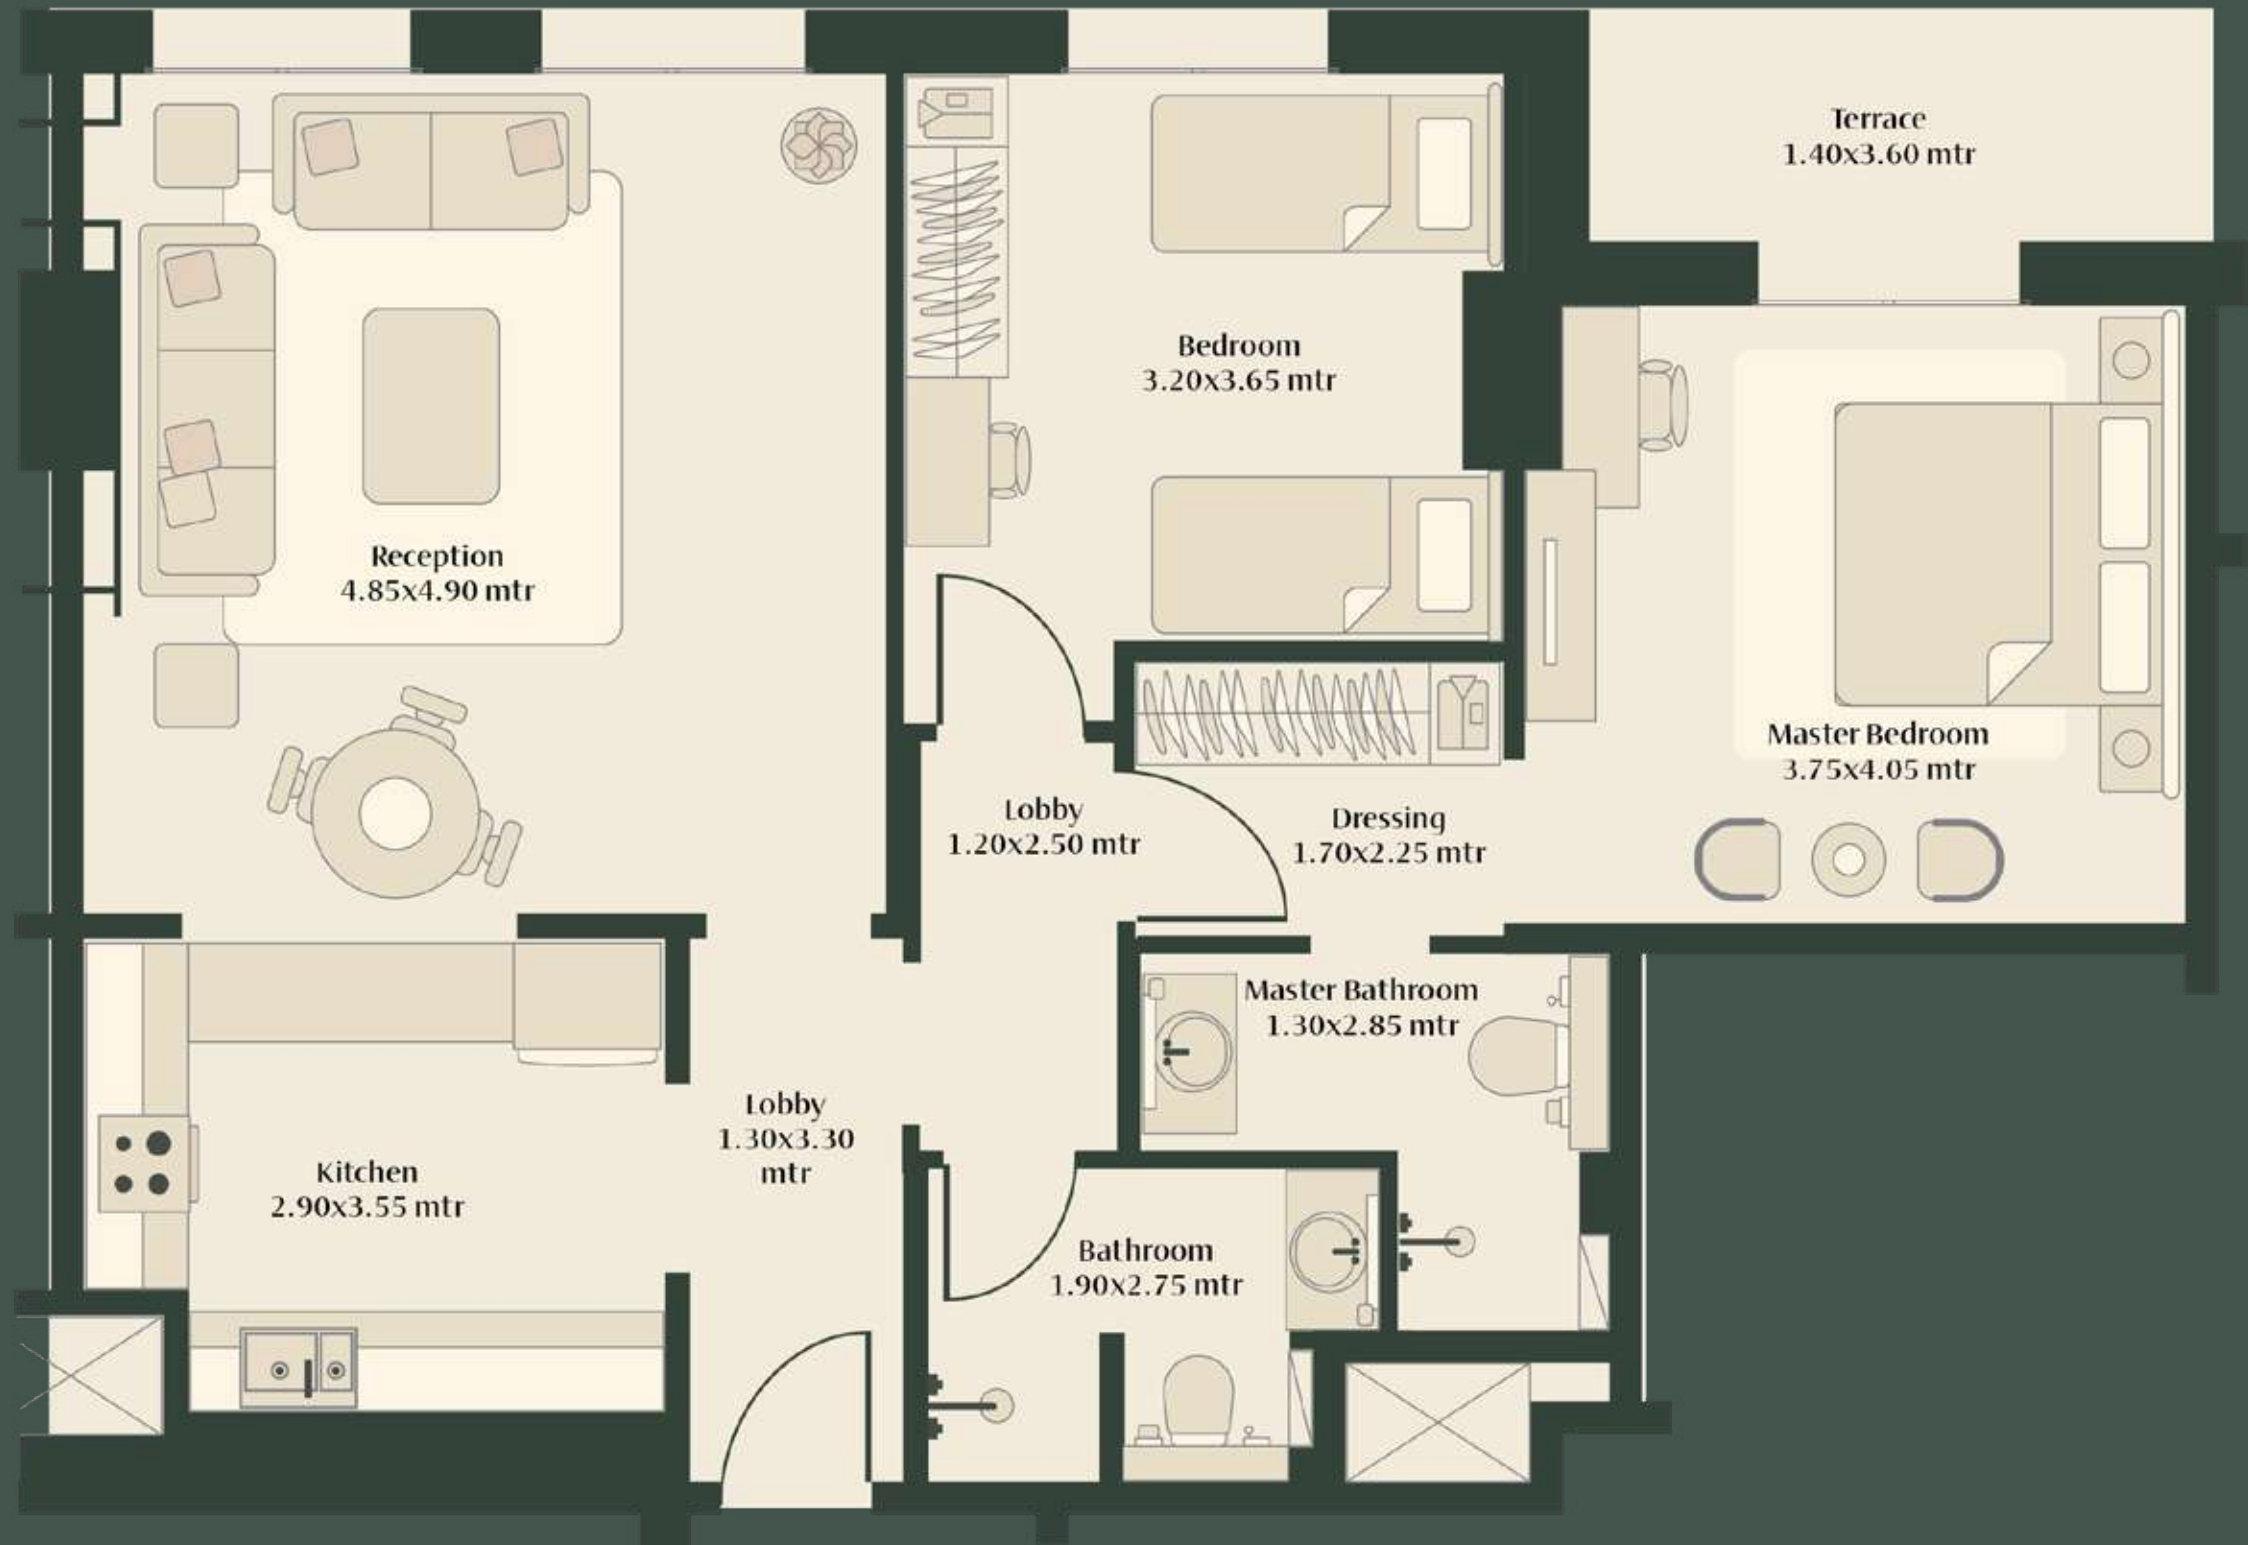 Terrace
1.40x3.60 mtr
Bedroom
3.20x3.65 mtr
Reception
4.85x4.90 mtr
Master Bedroom
3.75x4.05 mtr
Lobby
1.20x2.50 mtr
Dressing
1.70x2.25 mtr
Master Bathroom
1.30x2.85 mtr
Lobby
1.30x3.30
mtr
Kitchen
2.90x3.55 mtr
Bathroom
1.90x2.75 mtr